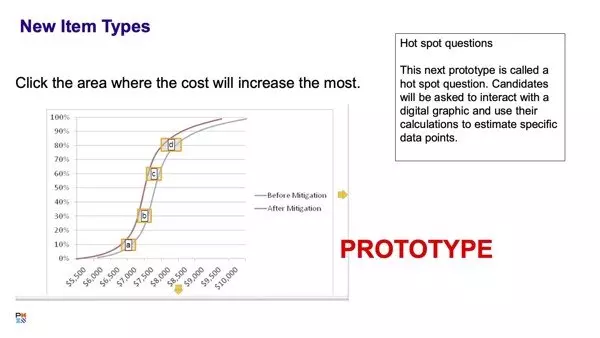 New Item Types
Hot spot questions
This next prototype is called a
hot spot question. Candidates
will be asked to interact with a
digital graphic and use their
calculations to estimate specific
data points.
Click the area where the cost will increase the most.
100%
90%
80%
70%
60%
50%
40%
30%
20%
10%
0%
d
c
b
a
Before Mitigation
After Mitigation
$5,500
$6,000
$6,500
$7,000
$7,500
$8,000
$8,500
$9,000
$9,500
$10,000
PROTOTYPE